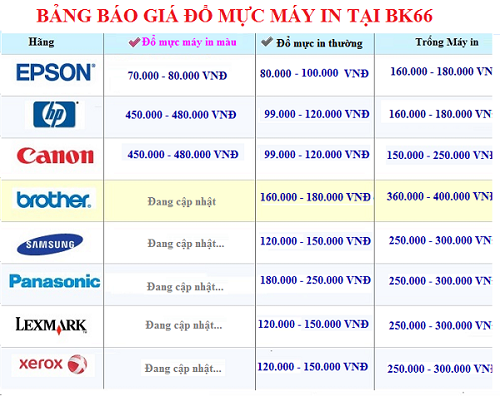 BẢNG BÁO GIÁ ĐỔ MỰC MÁY IN TẠI BK66
Hãng Đổ mực máy in màu Đổ mực in thường Trống Máy in
EPSON 70.000 - 80.000 VNĐ 80.000 - 100.000 VNĐ 160.000 - 180.000 VNĐ
hp 450.000 - 480.000 VNĐ 99.000 - 120.000 VNĐ 160.000 - 180.000 VNĐ
Canon 450.000 - 480.000 VNĐ 99.000 - 120.000 VNĐ 150.000 - 250.000 VNĐ
brother. Đang cập nhật 160.000 - 180.000 VNĐ 360.000 - 400.000 VNĐ
SAMSUNG Đang cập nhật... 120.000 - 150.000 VNĐ 250.000 - 300.000 VNĐ
Panasonic Đang cập nhật... 180.000 - 250.000 VNĐ 250.000 - 300.000 VNĐ
LEXMARK Đang cập nhật... 120.000 - 150.000 VNĐ 250.000 - 300.000 VNĐ
xerox Đang cập nhật... 120.000 - 150.000 VNĐ 250.000 - 300.000 VNĐ